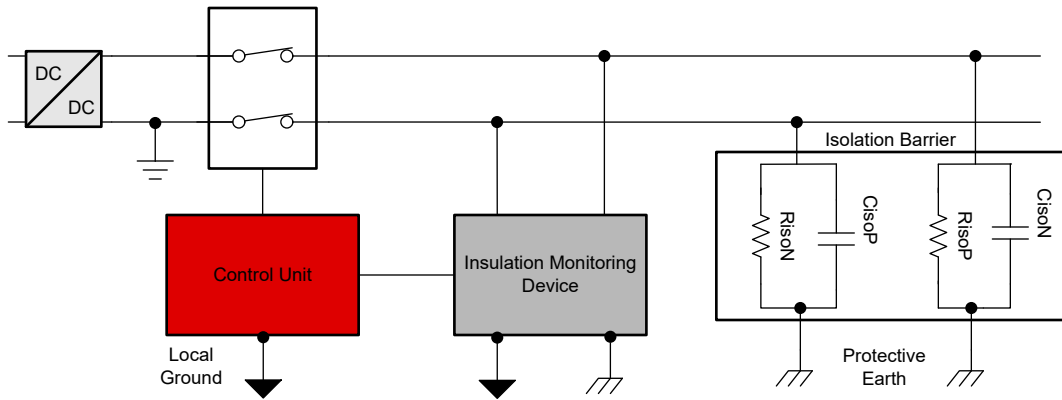 DC
DC
Isolation Barrier
RisoN
CisoP
RisoP
CisoN
Control Unit
Insulation Monitoring
Device
Local
Ground
Protective
Earth